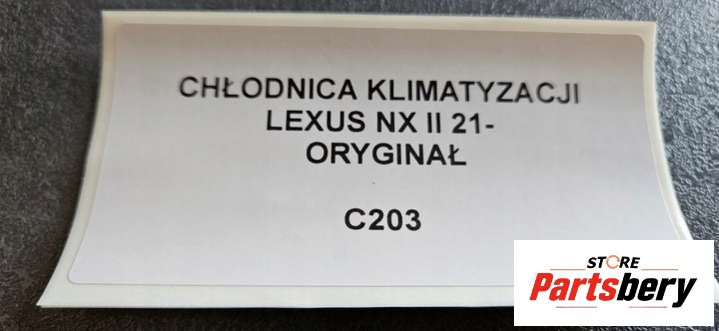 CHŁODNICA KLIMATYZACJI
LEXUS NX II 21-
ORYGINAŁ
C203
STORE
Partsbery